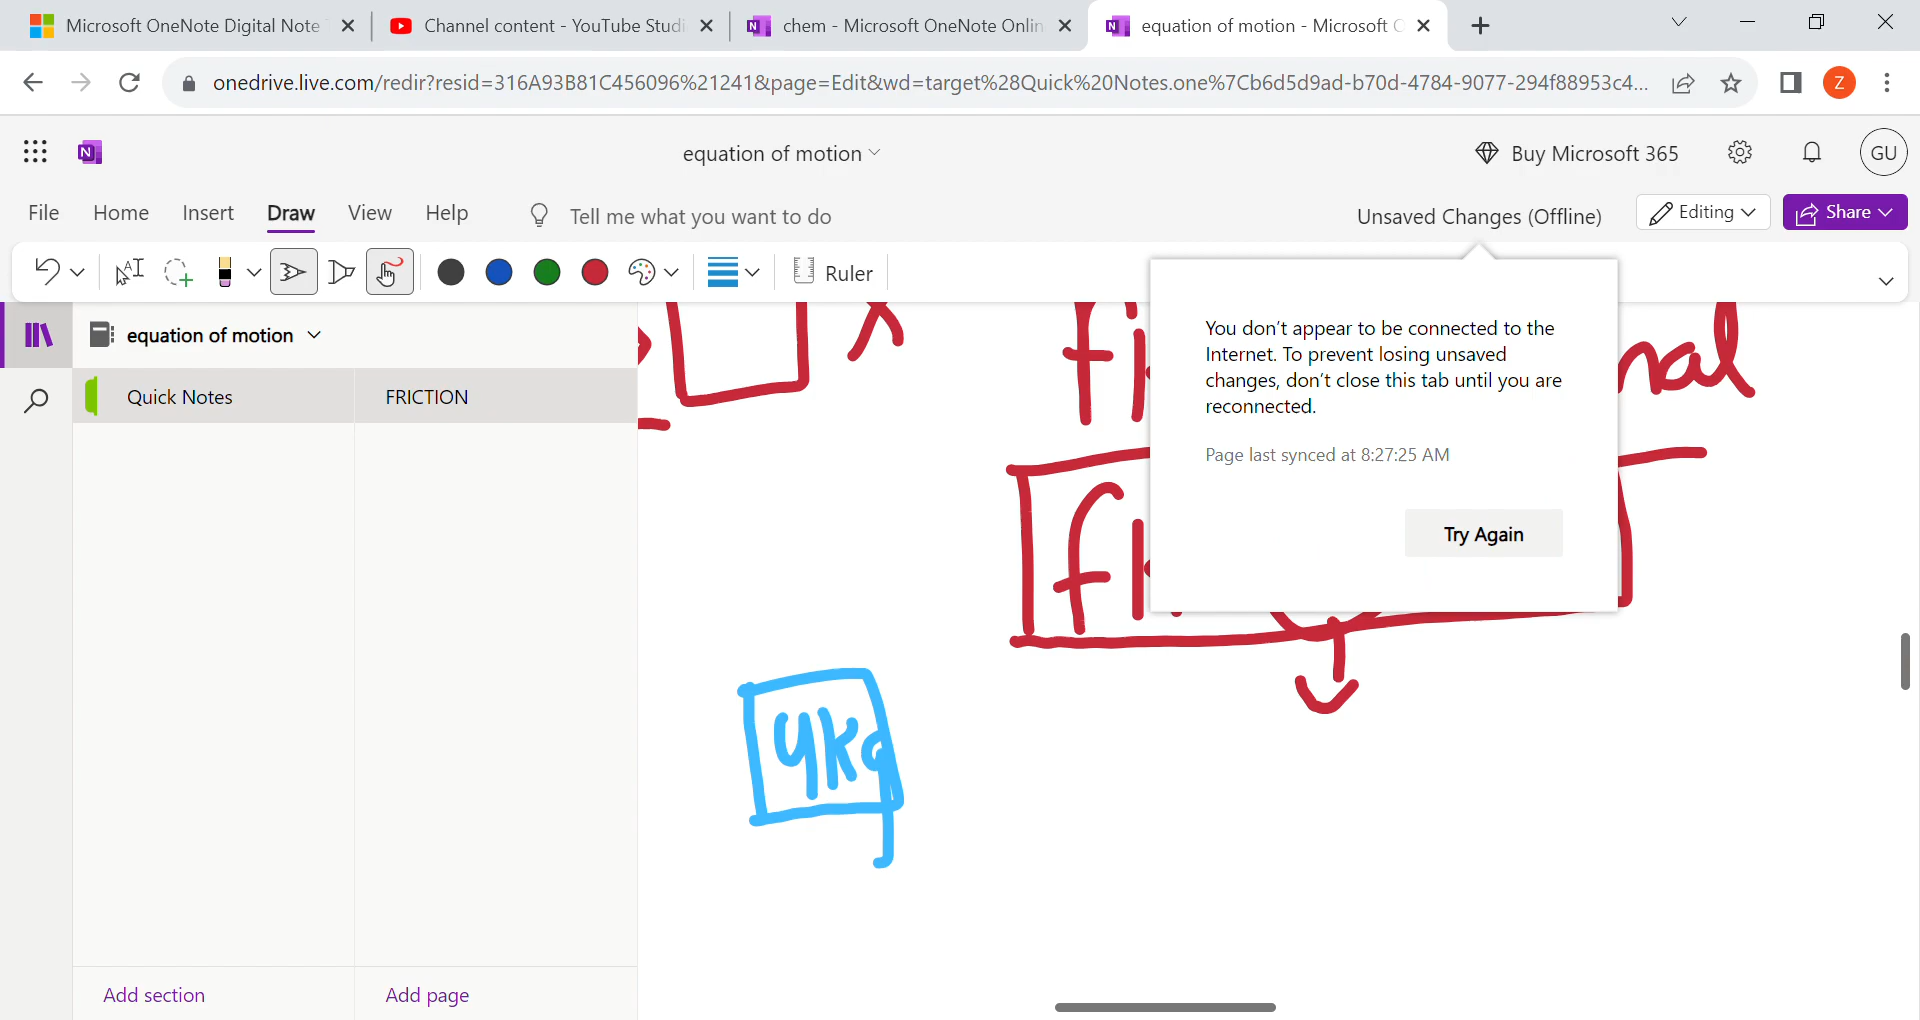 Microsoft OneNote Digital Note T
Channel content - YouTube Studi
chem - Microsoft OneNote Onlin
equation of motion - Microsoft O
onedrive.live.com/redir?resid=316A93B81C456096%21241&page=Edit&wd=target%28Quick%20Notes.one%7Cb6d5d9ad-b70d-4784-9077-294f88953c4...
Z
N
equation of motion
Buy Microsoft 365
GU
File Home Insert Draw View Help
Tell me what you want to do
Unsaved Changes (Offline)
Editing
Share
Ruler
equation of motion
Quick Notes
FRICTION
x
nal
You don't appear to be connected to the
Internet. To prevent losing unsaved
changes, don't close this tab until you are
reconnected.
Page last synced at 8:27:25 AM
Try Again
4kg
Add section
Add page